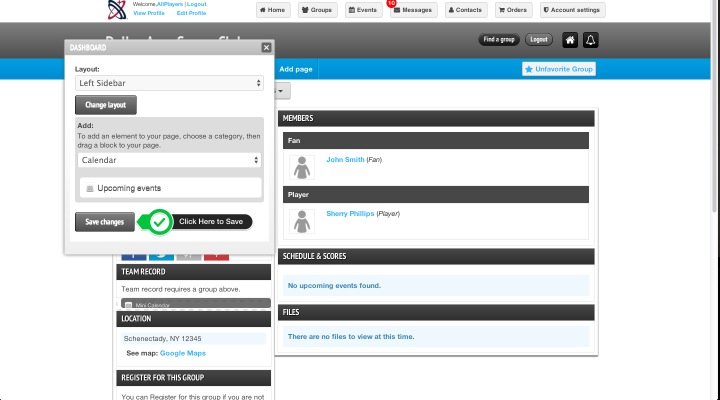 Welcome, AllPlayers | Logout
View Profile Edit Profile
Home Groups Events 10 Messages Contacts Orders Account settings
Find a group Logout
DASHBOARD
Add page Unfavorite Group
Layout:
Left Sidebar
Change layout
Add:
To add an element to your page, choose a category, then
drag a block to your page.
Calendar
Upcoming events
Save changes Click Here to Save
TEAM RECORD
Team record requires a group above.
Mini Calendar
LOCATION
Schenectady, NY 12345
See map: Google Maps
REGISTER FOR THIS GROUP
You can Register for this group if you are not
MEMBERS
Fan
John Smith (Fan)
Player
Sherry Phillips (Player)
SCHEDULE & SCORES
No upcoming events found.
FILES
There are no files to view at this time.